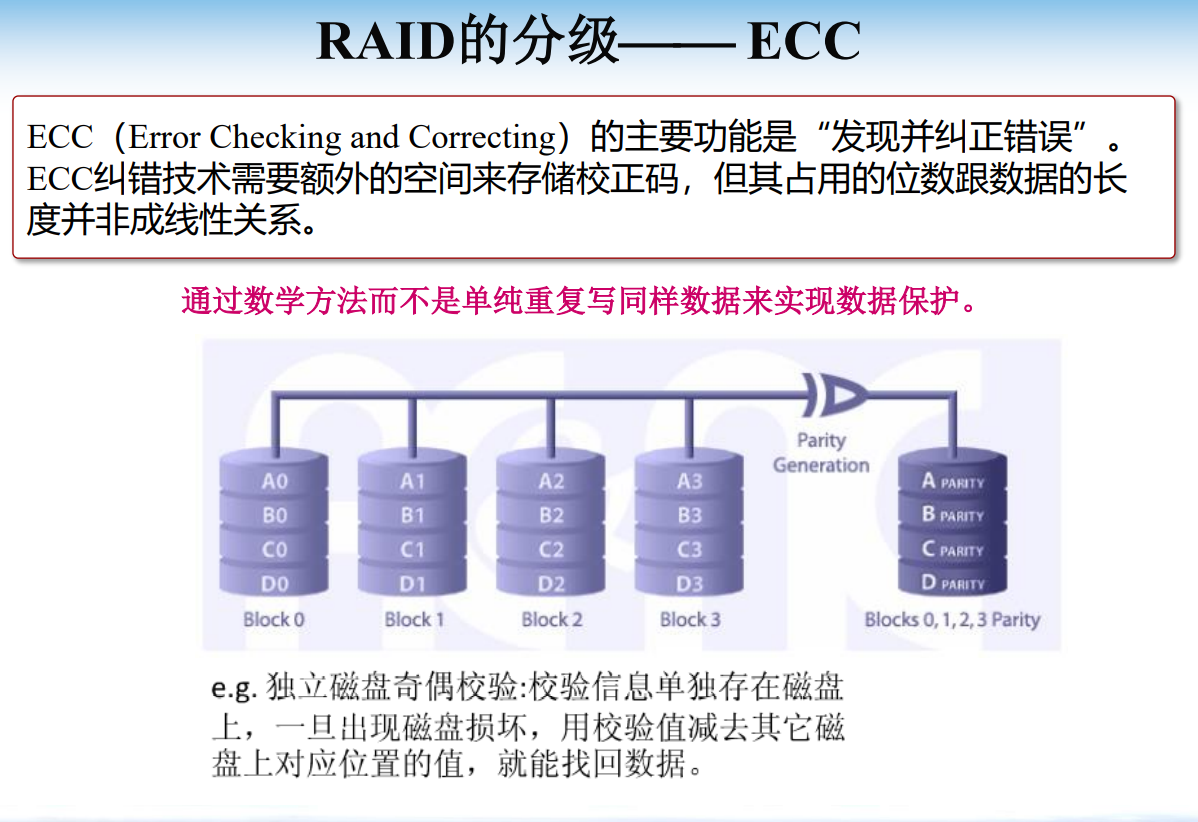 RAID的分级—— ECC
ECC（Error Checking and Correcting）的主要功能是“发现并纠正错误”。
ECC纠错技术需要额外的空间来存储校正码，但其占用的位数跟数据的长
度并非成线性关系。
通过数学方法而不是单纯重复写同样数据来实现数据保护。
Parity
Generation
A0 A1 A2 A3 A PARITY
B0 B1 B2 B3 B PARITY
C0 C1 C2 C3 C PARITY
D0 D1 D2 D3 D PARITY
Block 0 Block 1 Block 2 Block 3 Blocks 0, 1, 2, 3 Parity
e.g. 独立磁盘奇偶校验:校验信息单独存在磁盘
上，一旦出现磁盘损坏，用校验值减去其它磁
盘上对应位置的值，就能找回数据。